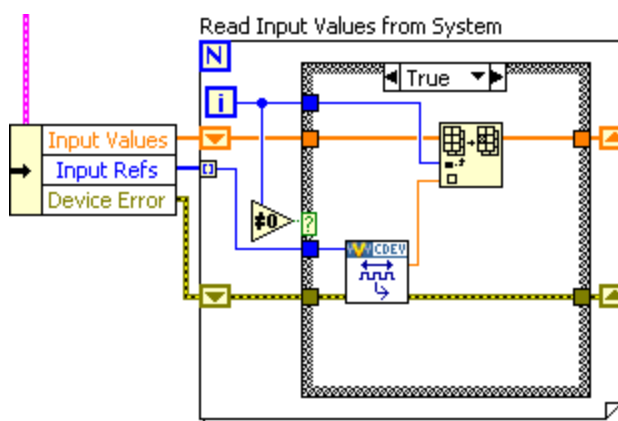 Read Input Values from System
N
True
i
Input Values
Input Refs
Device Error
≠0
?
CDEV